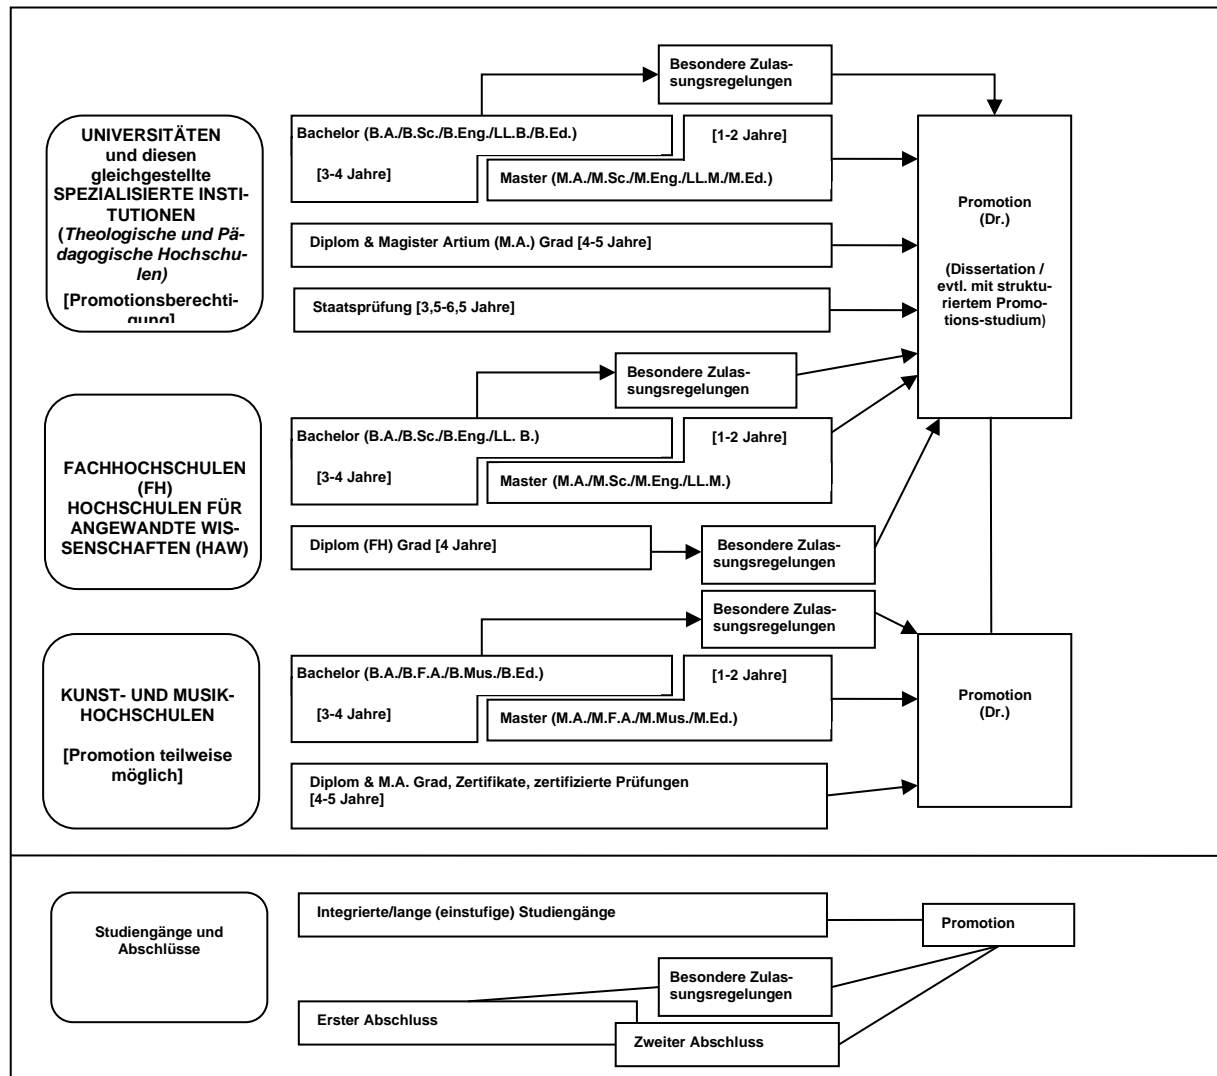 Besondere Zulas-
sungsregelungen
UNIVERSITÄTEN
und diesen
gleichgestellte
SPEZIALISIERTE INSTI-
TUTIONEN
(Theologische und Pä-
dagogische Hochschu-
len)
[Promotionsberechti-
gung]
Bachelor (B.A./B.Sc./B.Eng./LL.B./B.Ed.)
[3-4 Jahre]
[1-2 Jahre]
Master (M.A./M.Sc./M.Eng./LL.M./M.Ed.)
Diplom & Magister Artium (M.A.) Grad [4-5 Jahre]
Staatsprüfung [3,5-6,5 Jahre]
Promotion
(Dr.)
(Dissertation /
evtl. mit struktu-
riertem Promo-
tions-studium)
Besondere Zulas-
sungsregelungen
FACHHOCHSCHULEN
(FH)
HOCHSCHULEN FÜR
ANGEWANDTE WIS-
SENSCHAFTEN (HAW)
Bachelor (B.A./B.Sc./B.Eng./LL. B.)
[3-4 Jahre]
[1-2 Jahre]
Master (M.A./M.Sc./M.Eng./LL.M.)
Diplom (FH) Grad [4 Jahre]
Besondere Zulas-
sungsregelungen
Besondere Zulas-
sungsregelungen
KUNST- UND MUSIK-
HOCHSCHULEN
[Promotion teilweise
möglich]
Bachelor (B.A./B.F.A./B.Mus./B.Ed.)
[3-4 Jahre]
[1-2 Jahre]
Master (M.A./M.F.A./M.Mus./M.Ed.)
Diplom & M.A. Grad, Zertifikate, zertifizierte Prüfungen
[4-5 Jahre]
Promotion
(Dr.)
Studiengänge und
Abschlüsse
Integrierte/lange (einstufige) Studiengänge
Promotion
Besondere Zulas-
sungsregelungen
Erster Abschluss
Zweiter Abschluss